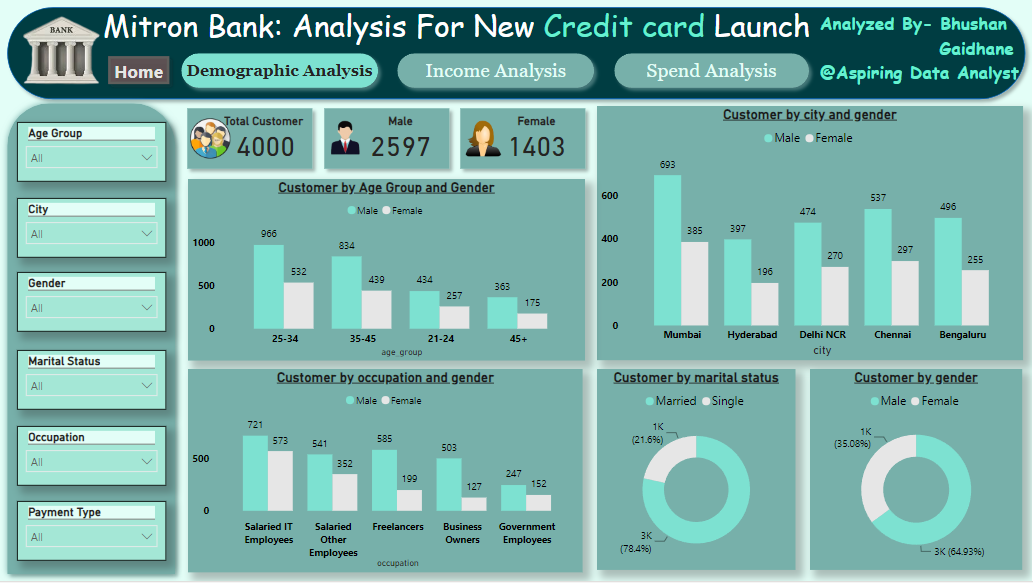 BANK
Mitron Bank: Analysis For New Credit card Launch
Analyzed By- Bhushan
Gaidhane
@Aspiring Data Analyst
Home
Demographic Analysis
Income Analysis
Spend Analysis
Age Group
All
City
All
Gender
All
Marital Status
All
Occupation
All
Payment Type
All
Total Customer
4000
Male
2597
Female
1403
Customer by Age Group and Gender
Male Female
1000
500
0
966
532
834
439
434
257
363
175
25-34
35-45
21-24
45+
age_group
Customer by city and gender
Male Female
600
400
200
0
693
385
397
196
474
270
537
297
496
255
Mumbai
Hyderabad
Delhi NCR
Chennai
Bengaluru
city
Customer by occupation and gender
Male Female
500
0
721
573
541
352
585
199
503
127
247
152
Salaried IT
Employees
Salaried
Other
Employees
Freelancers
Business
Owners
Government
Employees
occupation
Customer by marital status
Married Single
1K
(21.6%)
3K
(78.4%)
Customer by gender
Male Female
1K
(35.08%)
3K (64.93%)